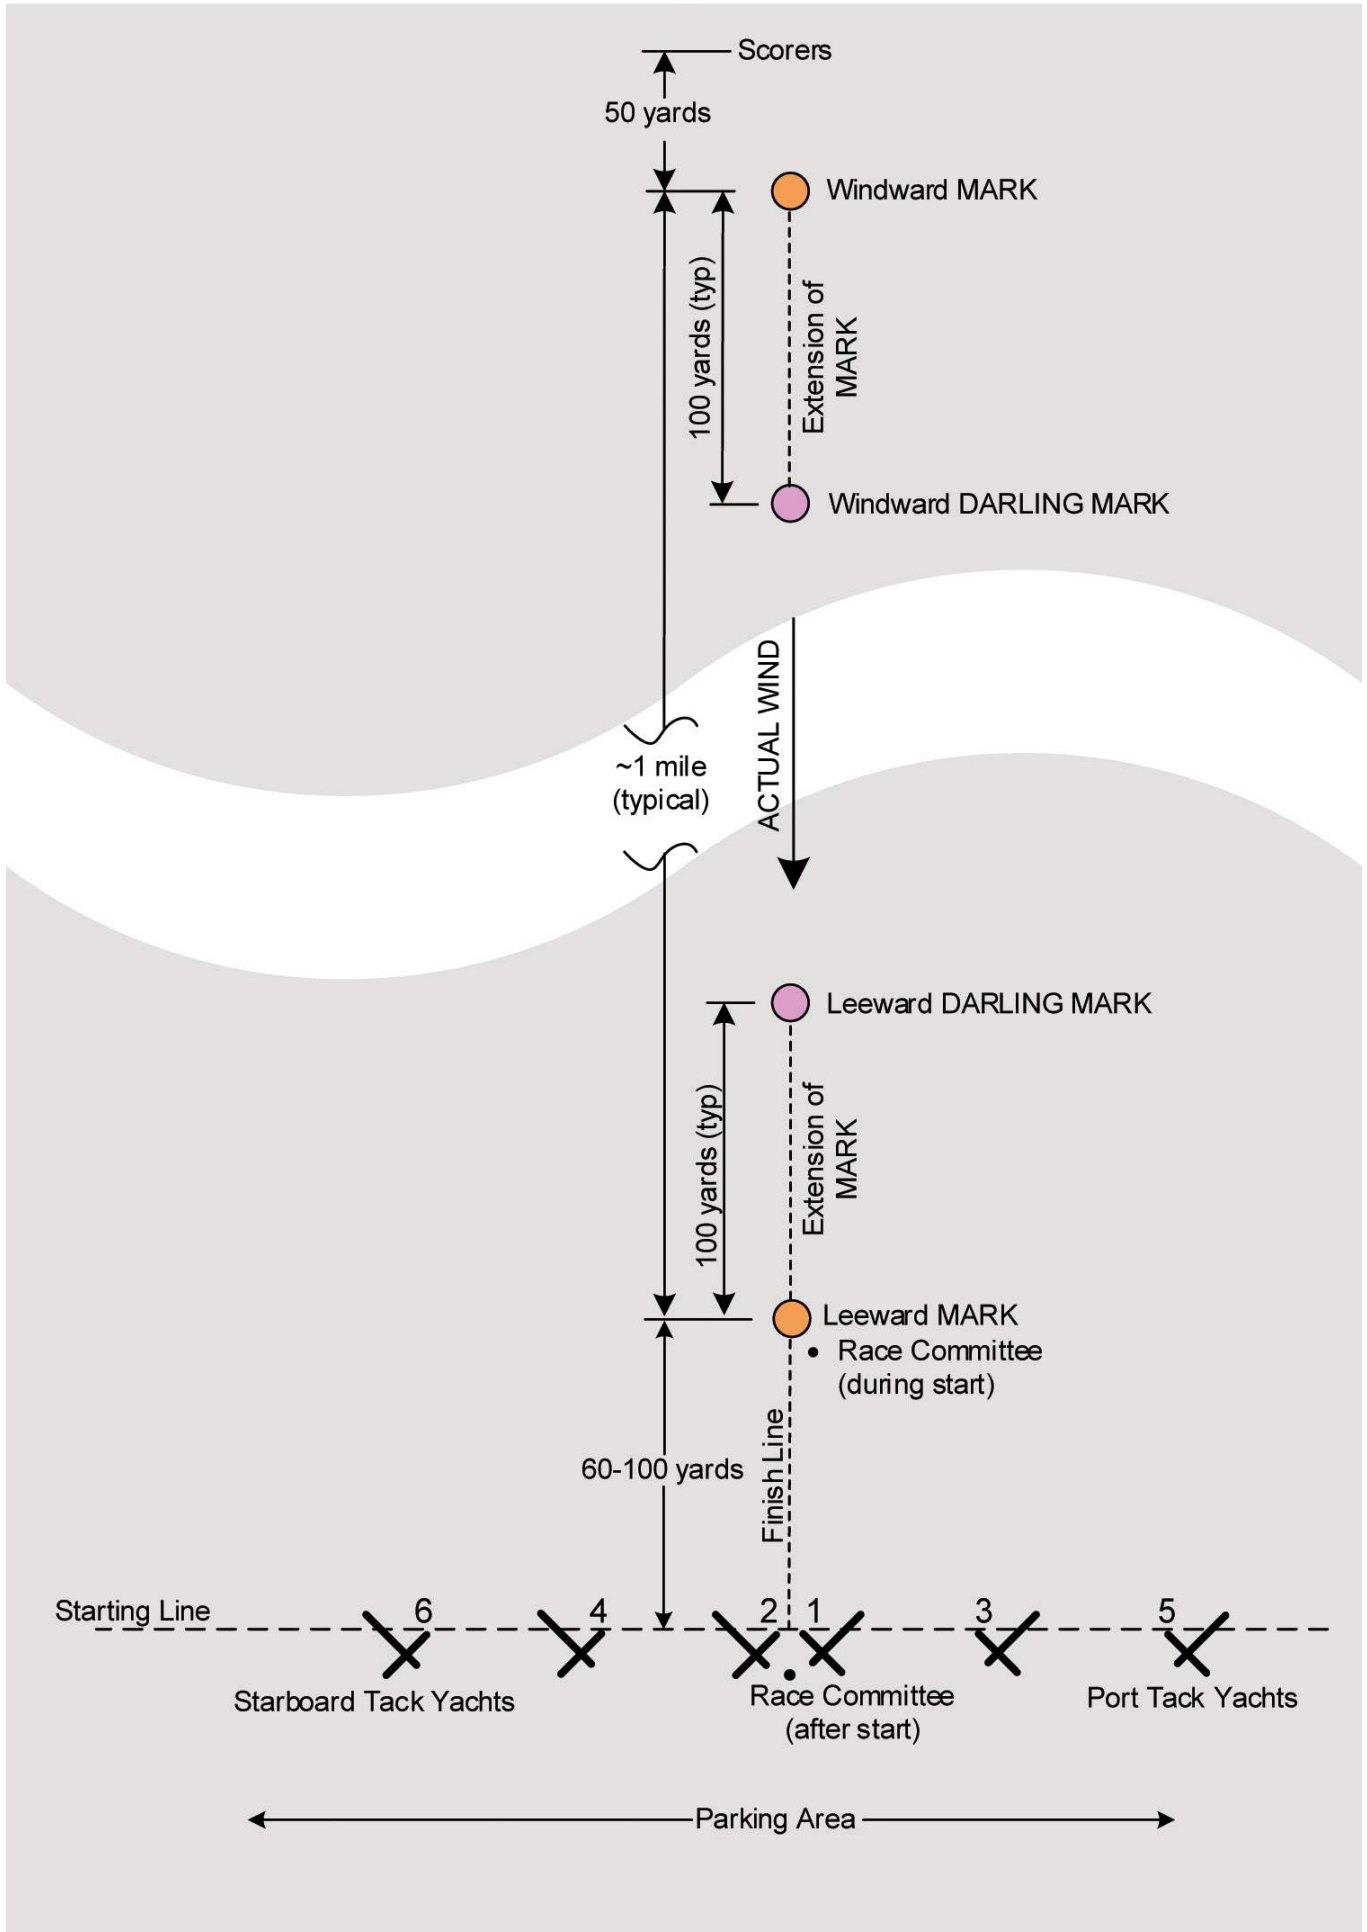 Scorers
50 yards
Windward MARK
100 yards (typ)
Extension of
MARK
Windward DARLING MARK
ACTUAL WIND
~1 mile
(typical)
Leeward DARLING MARK
100 yards (typ)
Extension of
MARK
Leeward MARK
• Race Committee
(during start)
60-100 yards
Finish Line
Starting Line
6 4 2 1 3 5
Starboard Tack Yachts
Race Committee
(after start)
Port Tack Yachts
Parking Area